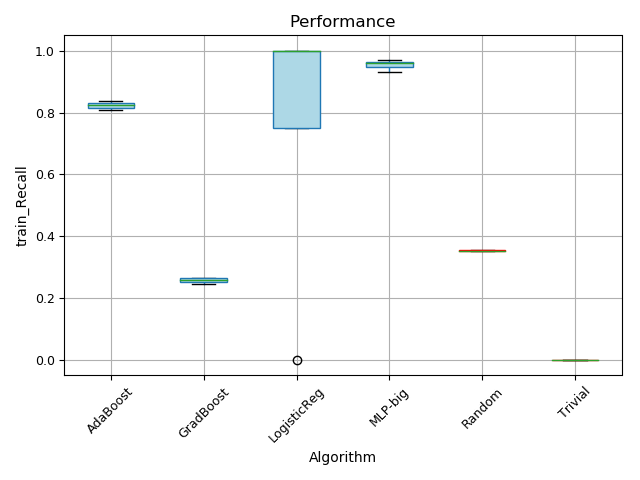 Performance
1.0
0.8
0.6
0.4
0.2
0.0
train_Recall
AdaBoost
GradBoost
LogisticReg
MLP-big
Random
Trivial
Algorithm